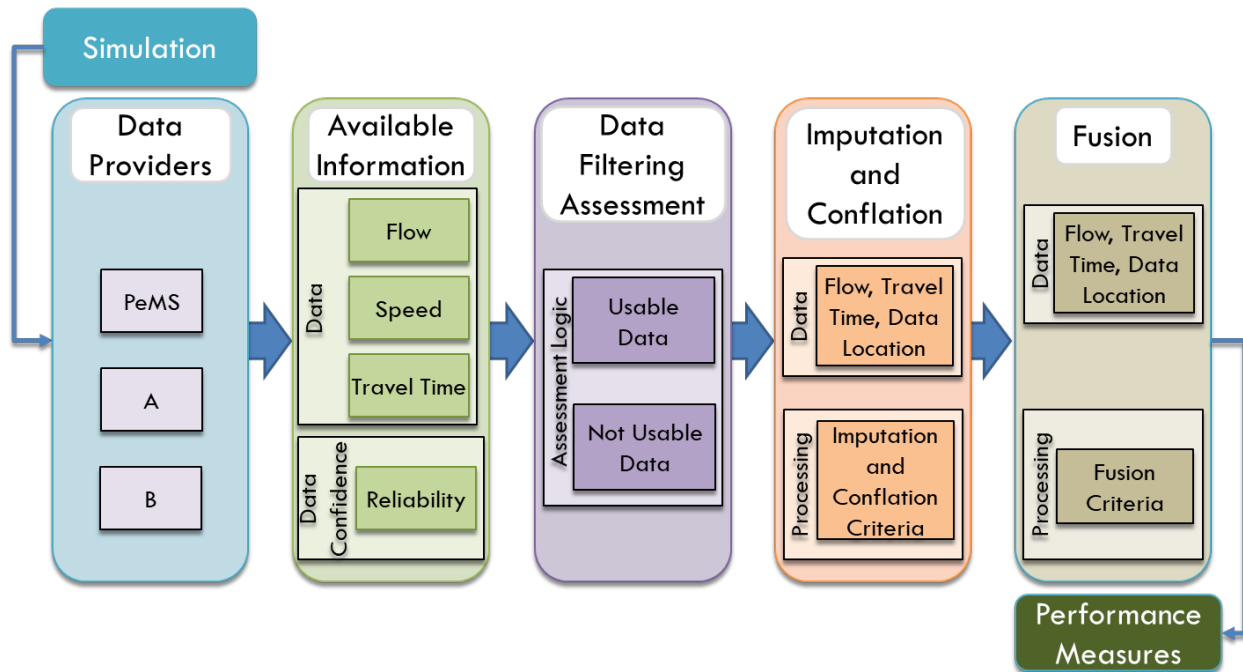 Simulation
Data
Providers
PeMS
A
B
Available
Information
Data
Flow
Speed
Travel Time
Data
Confidence
Reliability
Data
Filtering
Assessment
Assessment Logic
Usable
Data
Not Usable
Data
Imputation
and
Conflation
Data
Flow, Travel
Time, Data
Location
Processing
Imputation
and
Conflation
Criteria
Fusion
Data
Flow, Travel
Time, Data
Location
Processing
Fusion
Criteria
Performance
Measures